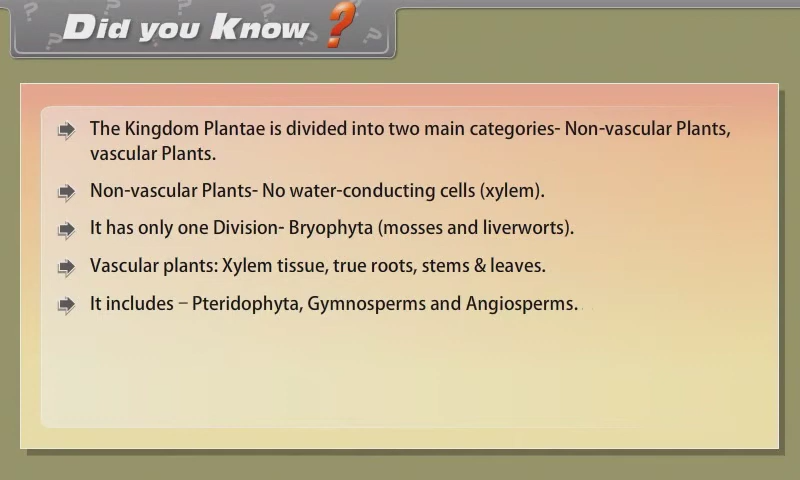 Did you Know ?
The Kingdom Plantae is divided into two main categories- Non-vascular Plants,
vascular Plants.
Non-vascular Plants- No water-conducting cells (xylem).
It has only one Division- Bryophyta (mosses and liverworts).
Vascular plants: Xylem tissue, true roots, stems & leaves.
It includes – Pteridophyta, Gymnosperms and Angiosperms.